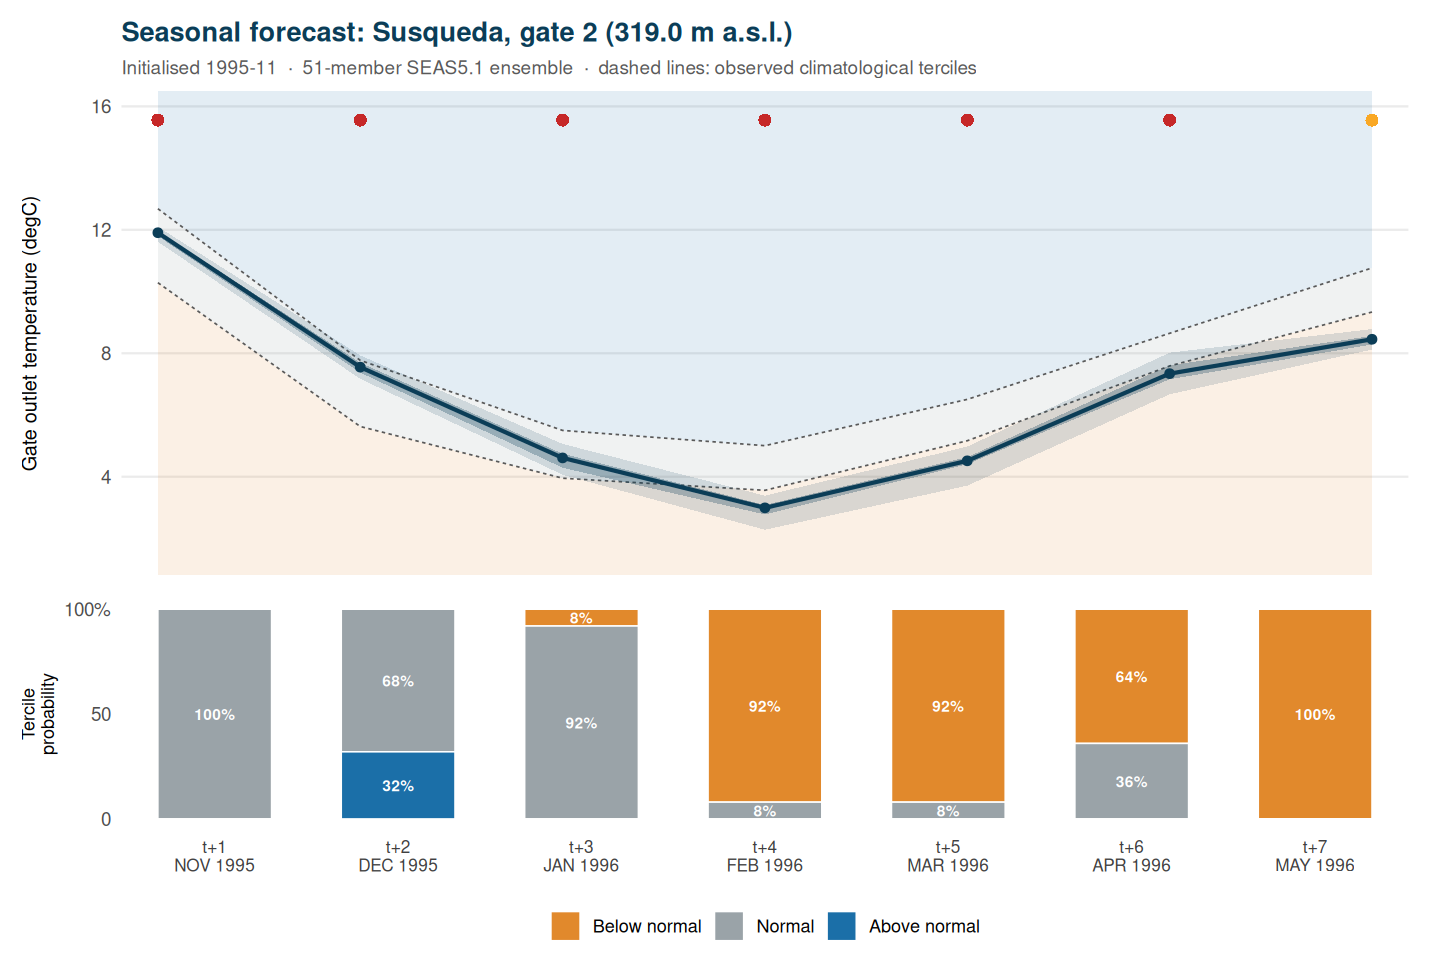 Seasonal forecast: Susqueda, gate 2 (319.0 m a.s.l.)
Initialised 1995-11 · 51-member SEAS5.1 ensemble · dashed lines: observed climatological terciles
Gate outlet temperature (degC)
16
12
8
4
Tercile
probability
100%
50
0
100%
68%
32%
8%
92%
92%
8%
92%
8%
64%
36%
100%
t+1
NOV 1995
t+2
DEC 1995
t+3
JAN 1996
t+4
FEB 1996
t+5
MAR 1996
t+6
APR 1996
t+7
MAY 1996
Below normal
Normal
Above normal